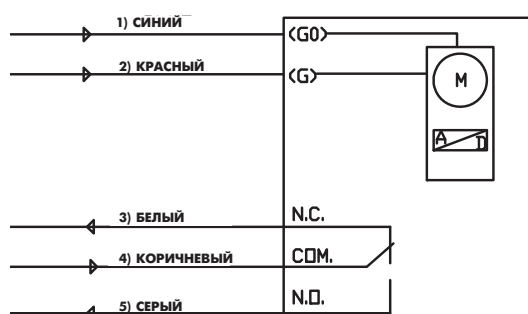 1) СИНИЙ
(G0)
2) КРАСНЫЙ
(G)
M
A D
3) БЕЛЫЙ
N.C.
4) КОРИЧНЕВЫЙ
COM.
5) СЕРЫЙ
N.O.